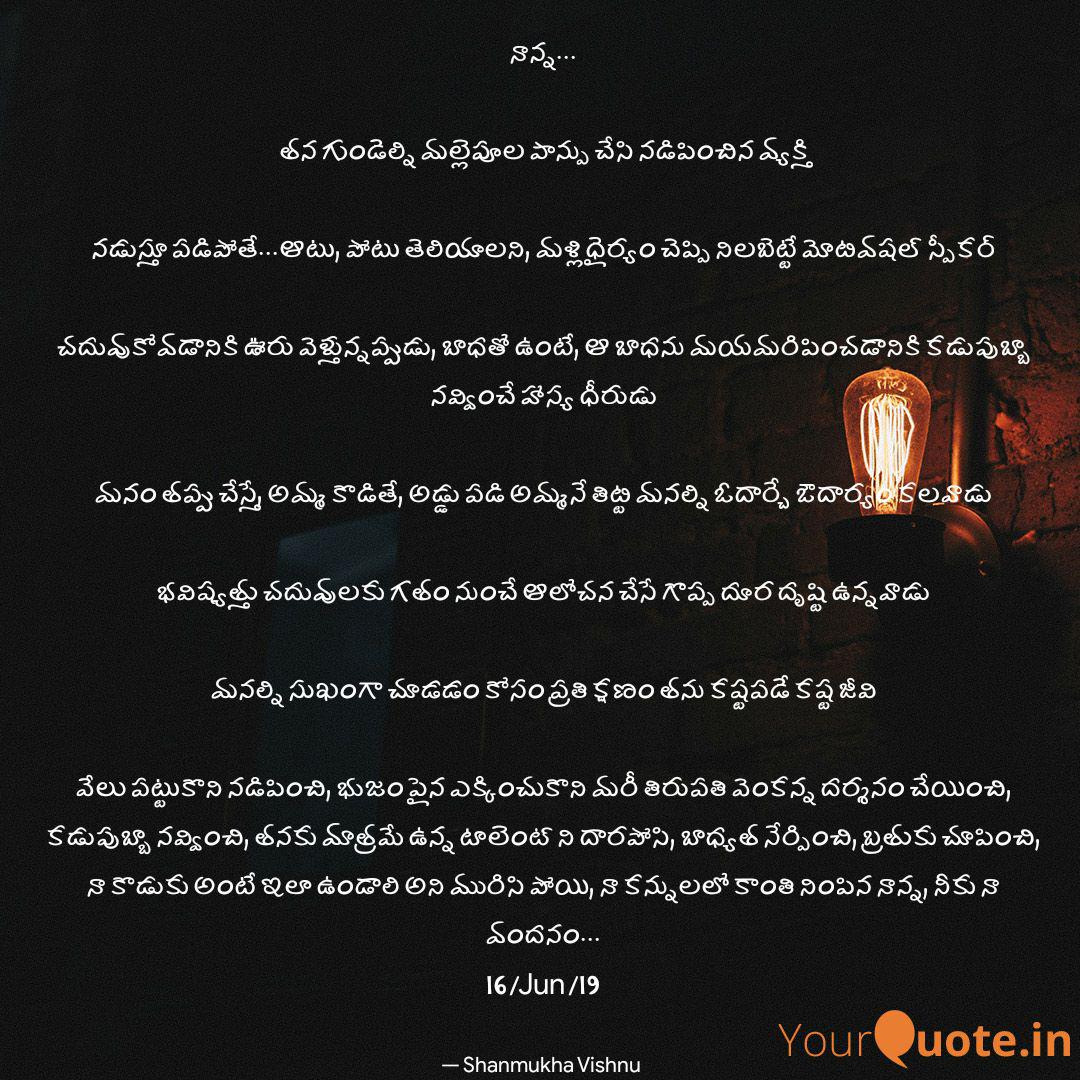 నాన్న...
తన గుండెల్ని మల్లెపూల పాన్పు చేసి నడిపించిన వ్యక్తి
నడుస్తూ పడిపోతే...ఆటు, పోటు తెలియాలని, మళ్లి ధైర్యం చెప్పి నిలబెట్టే మోటివేషల్ స్పీకర్
చదువుకోవడానికి ఊరు వెళ్తున్నప్పుడు, బాధతో ఉంటే, ఆ బాధను మయమరిపించడానికి కడుపుబ్బా
నవ్వించే హాస్య ధీరుడు
మనం తప్పు చేస్తే, అమ్మ కొడితే, అడ్డు పడి అమ్మనే తిట్టి మనల్ని ఓదార్చే ఔదార్యం కలవాడు
భవిష్యత్తు చదువులకు గతం నుంచే ఆలోచన చేసే గొప్ప దూర దృష్టి ఉన్నవాడు
మనల్ని సుఖంగా చూడడం కోసం ప్రతి క్షణం తను కష్టపడే కష్ట జీవి
వేలు పట్టుకొని నడిపించి, భుజం పైన ఎక్కించుకొని మరీ తిరుపతి వెంకన్న దర్శనం చేయించి,
కడుపుబ్బా నవ్వించి, తనకు మాత్రమే ఉన్న టాలెంట్ ని దారపోసి, బాధ్యత నేర్పించి, బ్రతుకు చూపించి,
నా కొడుకు అంటే ఇలా ఉండాలి అని మురిసి పోయి, నా కన్నులలో కాంతి నింపిన నాన్న, నీకు నా
వందనం...
16/Jun/19
YourQuote.in
— Shanmukha Vishnu